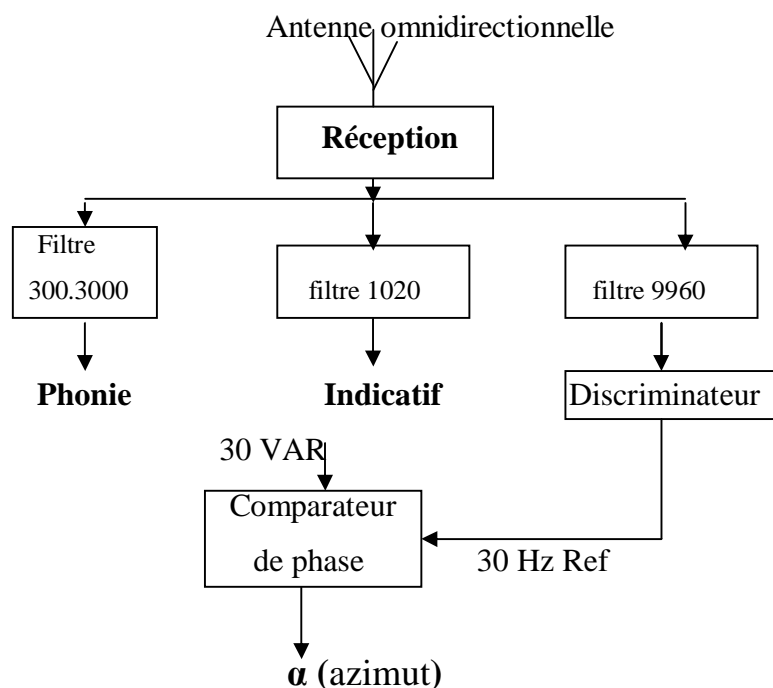 Antenne omnidirectionnelle
Réception
Filtre
300.3000
filtre 1020
filtre 9960
Phonie
Indicatif
Discriminateur
30 VAR
Comparateur
de phase
30 Hz Ref
α (azimut)